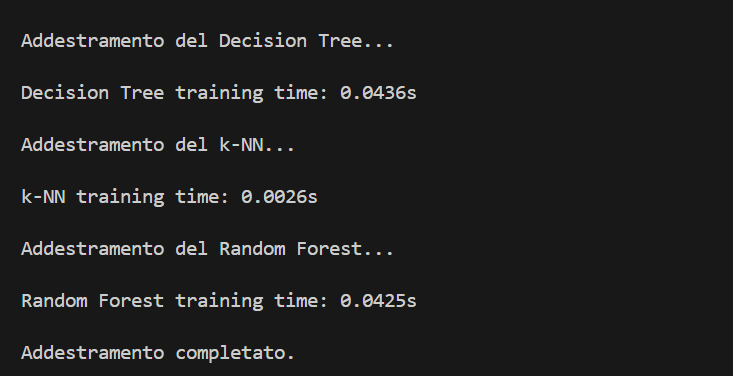 Addestramento del Decision Tree...
Decision Tree training time: 0.0436s
Addestramento del k-NN...
k-NN training time: 0.0026s
Addestramento del Random Forest...
Random Forest training time: 0.0425s
Addestramento completato.